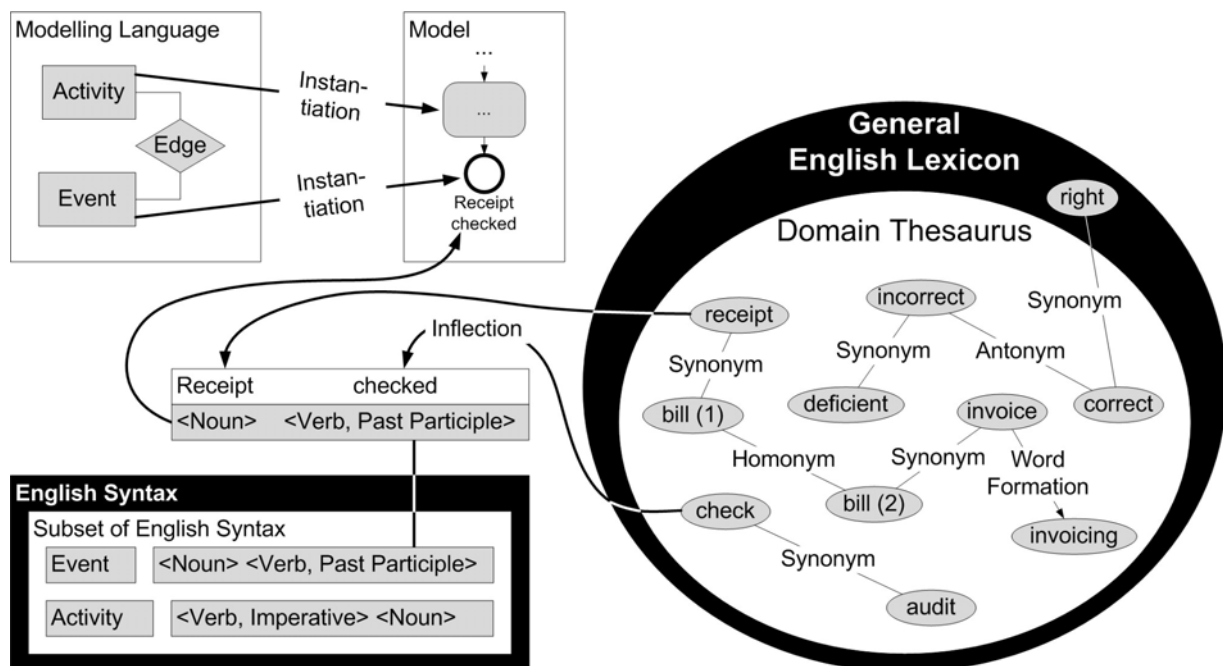 Modelling Language
Activity
Edge
Event
Instan-
tiation
Instan-
tiation
Model
...
...
Receipt
checked
General
English Lexicon
right
Domain Thesaurus
Synonym
incorrect
receipt
Synonym
Antonym
Synonym
deficient
correct
bill (1)
invoice
Homonym
Synonym
Word
Formation
bill (2)
check
invoicing
Synonym
audit
Inflection
Receipt checked
<Noun> <Verb, Past Participle>
English Syntax
Subset of English Syntax
Event <Noun> <Verb, Past Participle>
Activity <Verb, Imperative> <Noun>